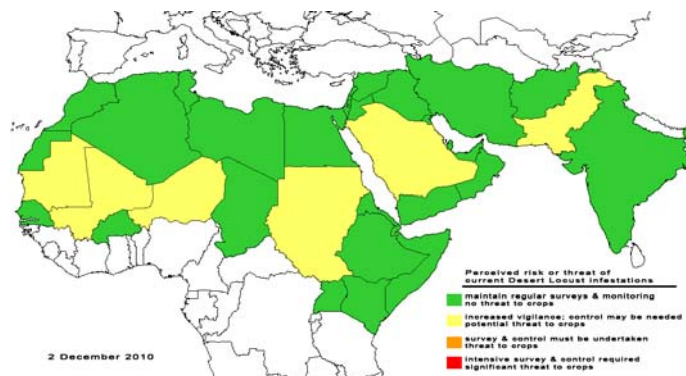 Perceived risk or threat of
current Desert Locust infestations
maintain regular surveys & monitoring
no threat to crops
increased vigilance; control may be needed
potential threat to crops
survey & control must be undertaken
threat to crops
intensive survey & control required
significant threat to crops
2 December 2010